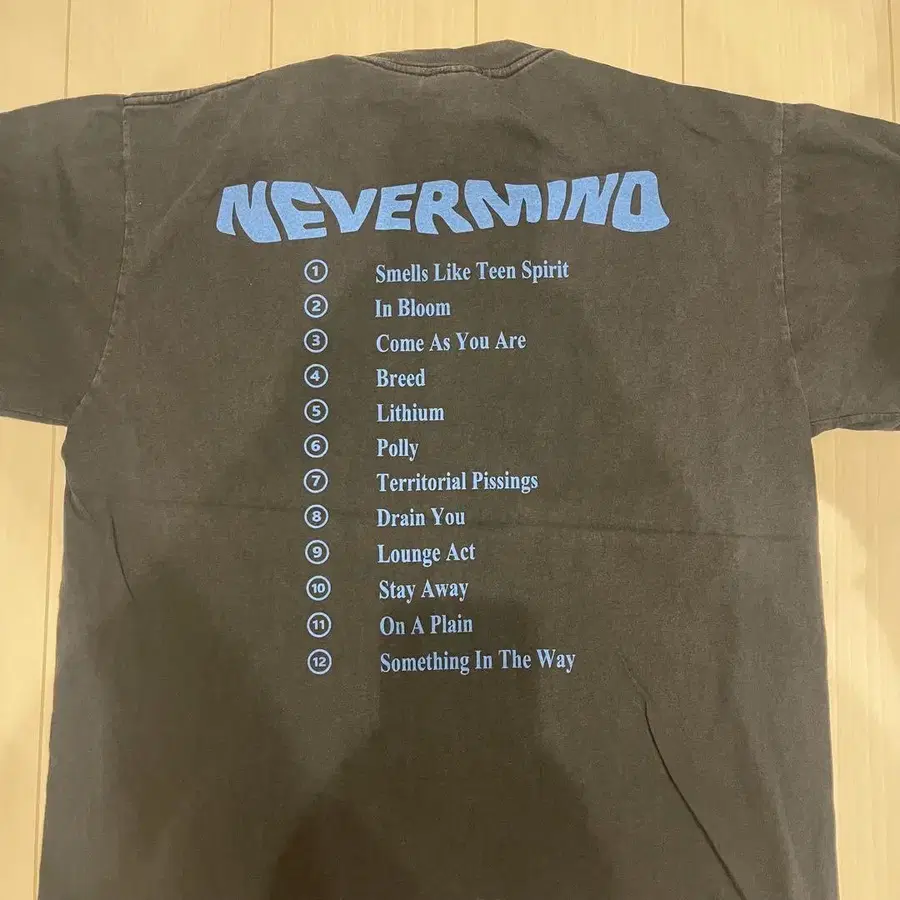 NEVERMIND
① Smells Like Teen Spirit
② In Bloom
③ Come As You Are
④ Breed
⑤ Lithium
⑥ Polly
⑦ Territorial Pissings
⑧ Drain You
⑨ Lounge Act
⑩ Stay Away
⑪ On A Plain
⑫ Something In The Way